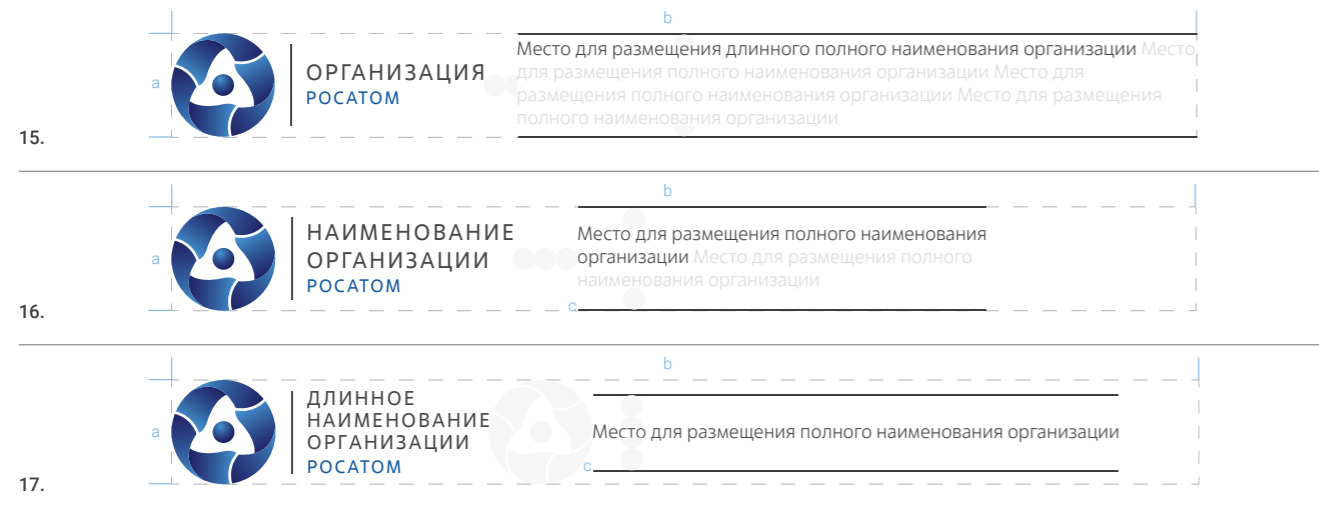 b
Место для размещения длинного полного наименования организации Место
ОРГАНИЗАЦИЯ
для размещения полного наименования организации Место для
a
РОСАТОМ
размещения полного наименования организации Место для размещения
полного наименования организации
15.
b
НАИМЕНОВАНИЕ
Место для размещения полного наименования
a
ОРГАНИЗАЦИИ
организации Место для размещения полного
РОСАТОМ
наименования организации
c
16.
b
ДЛИННОЕ
НАИМЕНОВАНИЕ
a
Место для размещения полного наименования организации
ОРГАНИЗАЦИИ
РОСАТОМ
c
17.